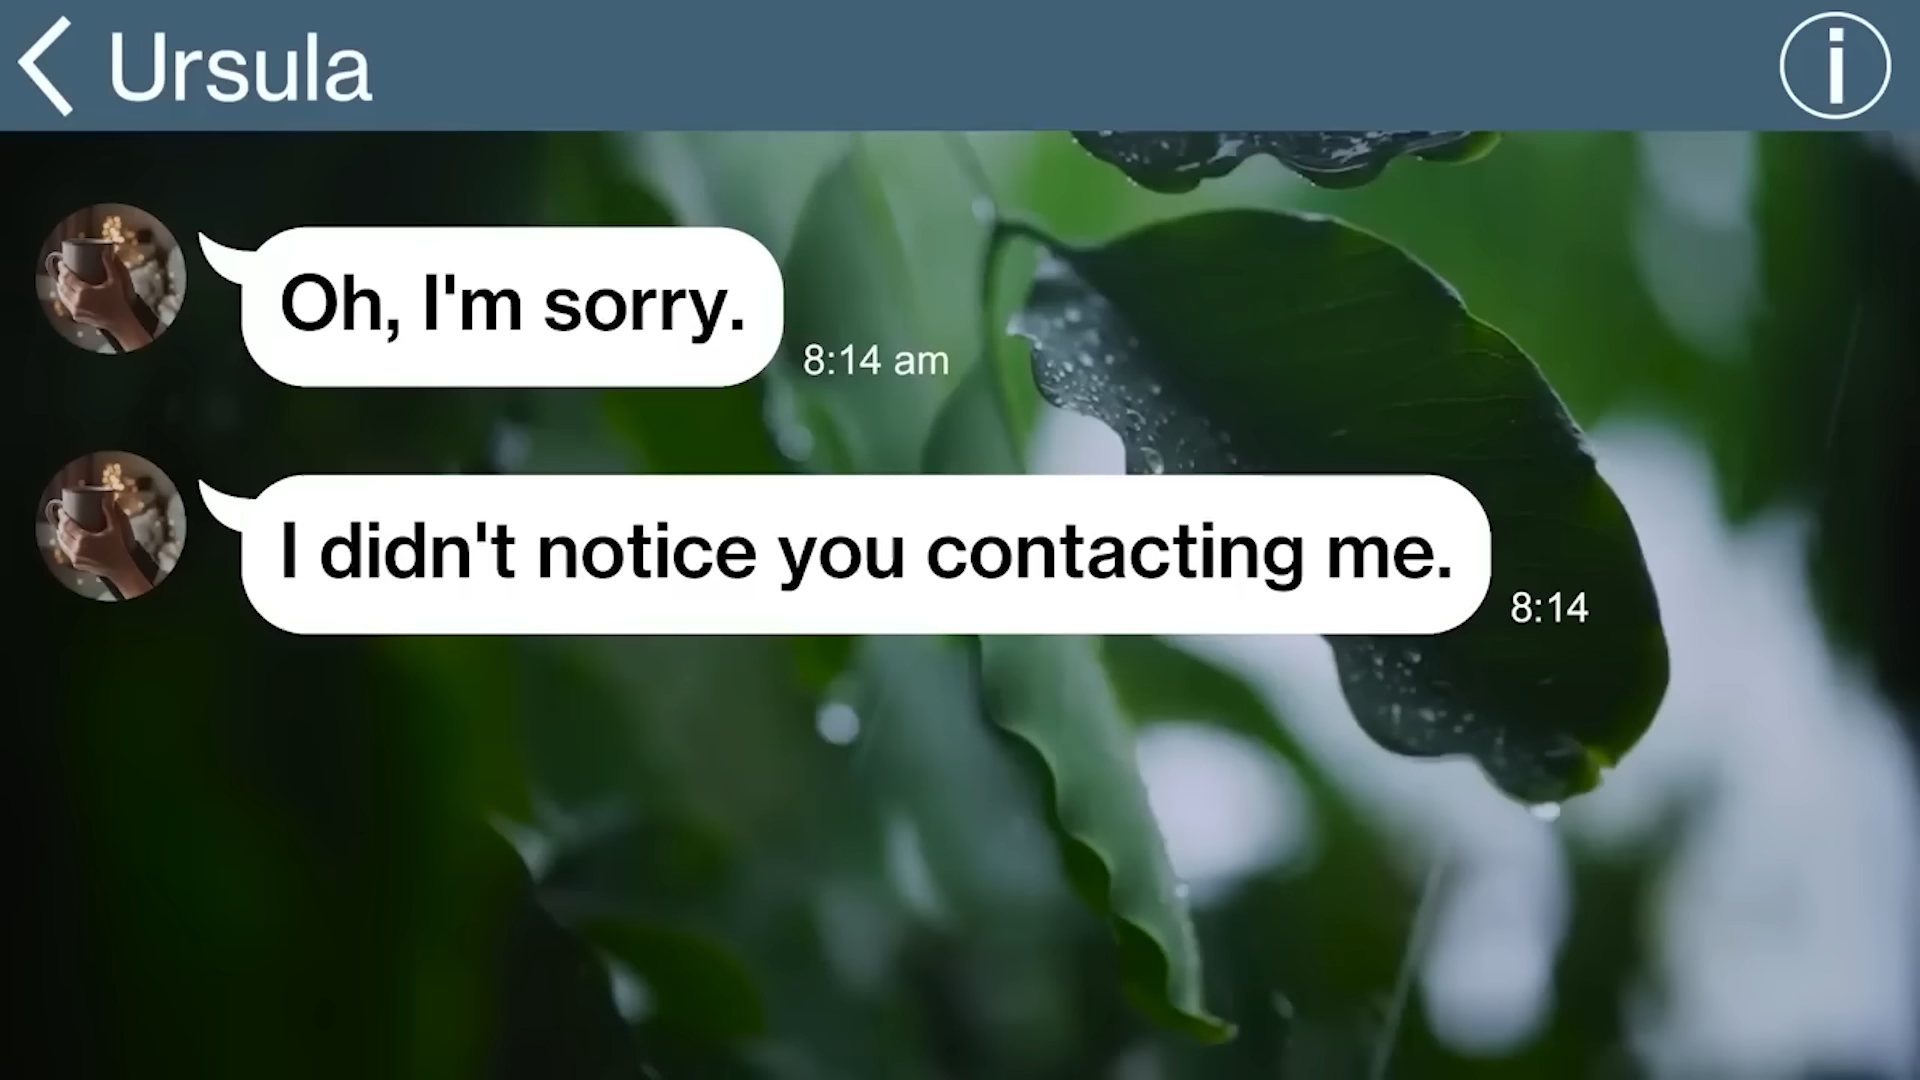 Ursula
Oh, I'm sorry.
8:14 am
I didn't notice you contacting me.
8:14